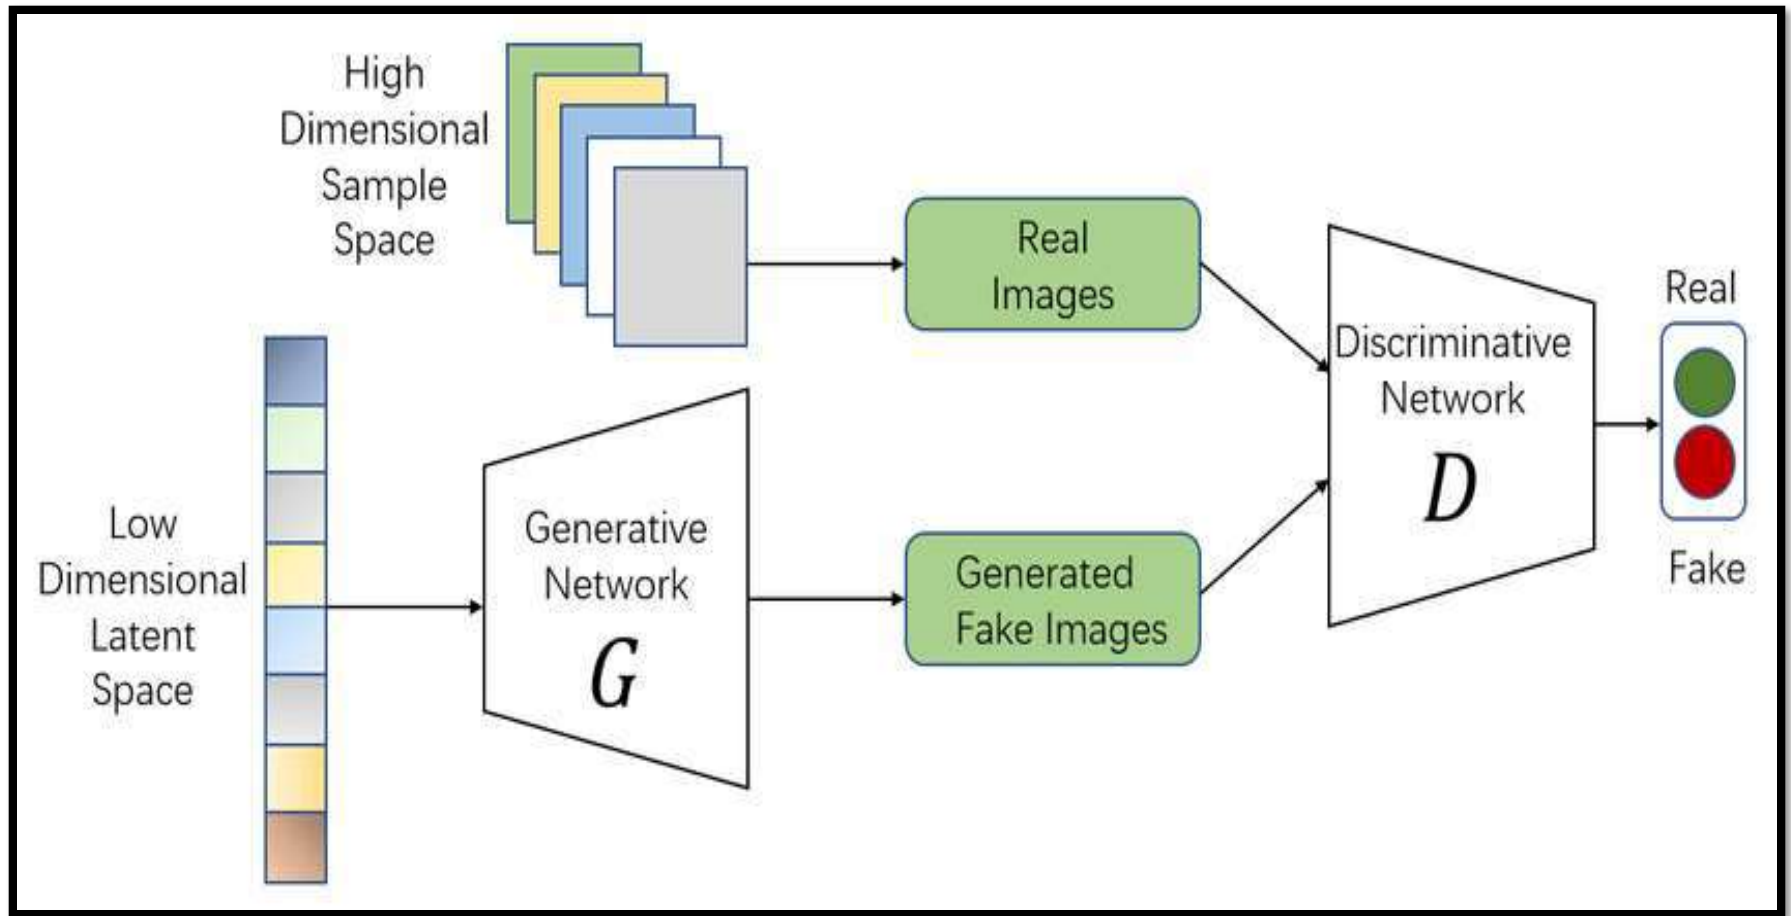 High
Dimensional
Sample
Space
Real
Images
Real
Discriminative
Network
D
Fake
Low
Dimensional
Latent
Space
Generative
Network
G
Generated
Fake Images